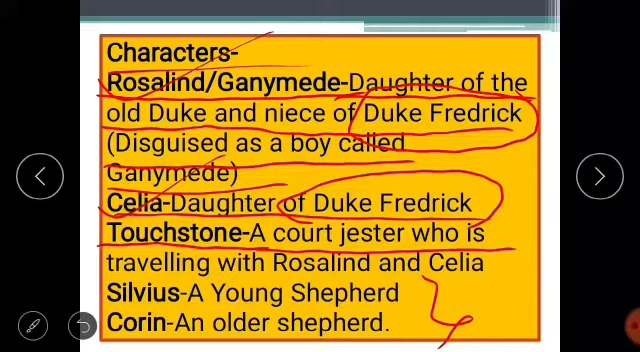 Characters-
Rosalind/Ganymede-Daughter of the
old Duke and niece of Duke Fredrick
(Disguised as a boy called
Ganymede)
Celia-Daughter of Duke Fredrick
Touchstone-A court jester who is
travelling with Rosalind and Celia
Silvius-A Young Shepherd
Corin-An older shepherd.